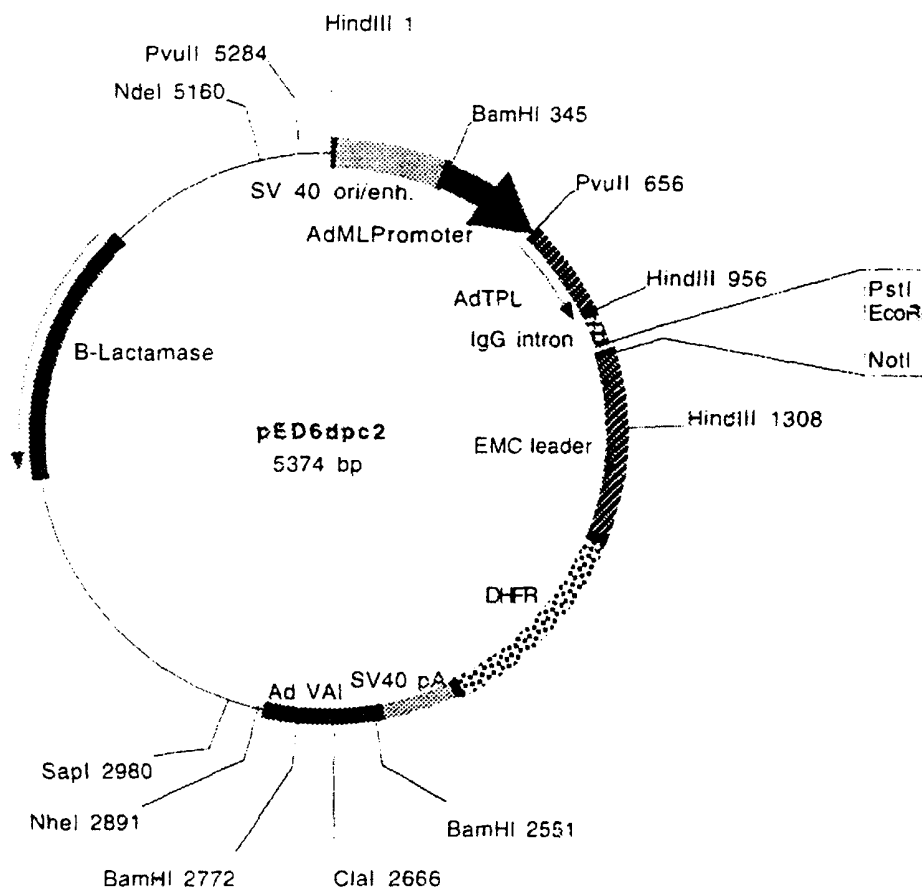 HindIII 1
PvuII 5284
NdeI 5160
BamHI 345
SV 40 ori/enh.
PvuII 656
AdMLPromoter
HindIII 956
AdTPL
PstI
EcoR
IgG intron
B-Lactamase
NotI
pED6dpc2
5374 bp
EMC leader
HindIII 1308
DHFR
SV40 pA
Ad VAI
SapI 2980
NheI 2891
BamHI 2551
BamHI 2772
ClaI 2666